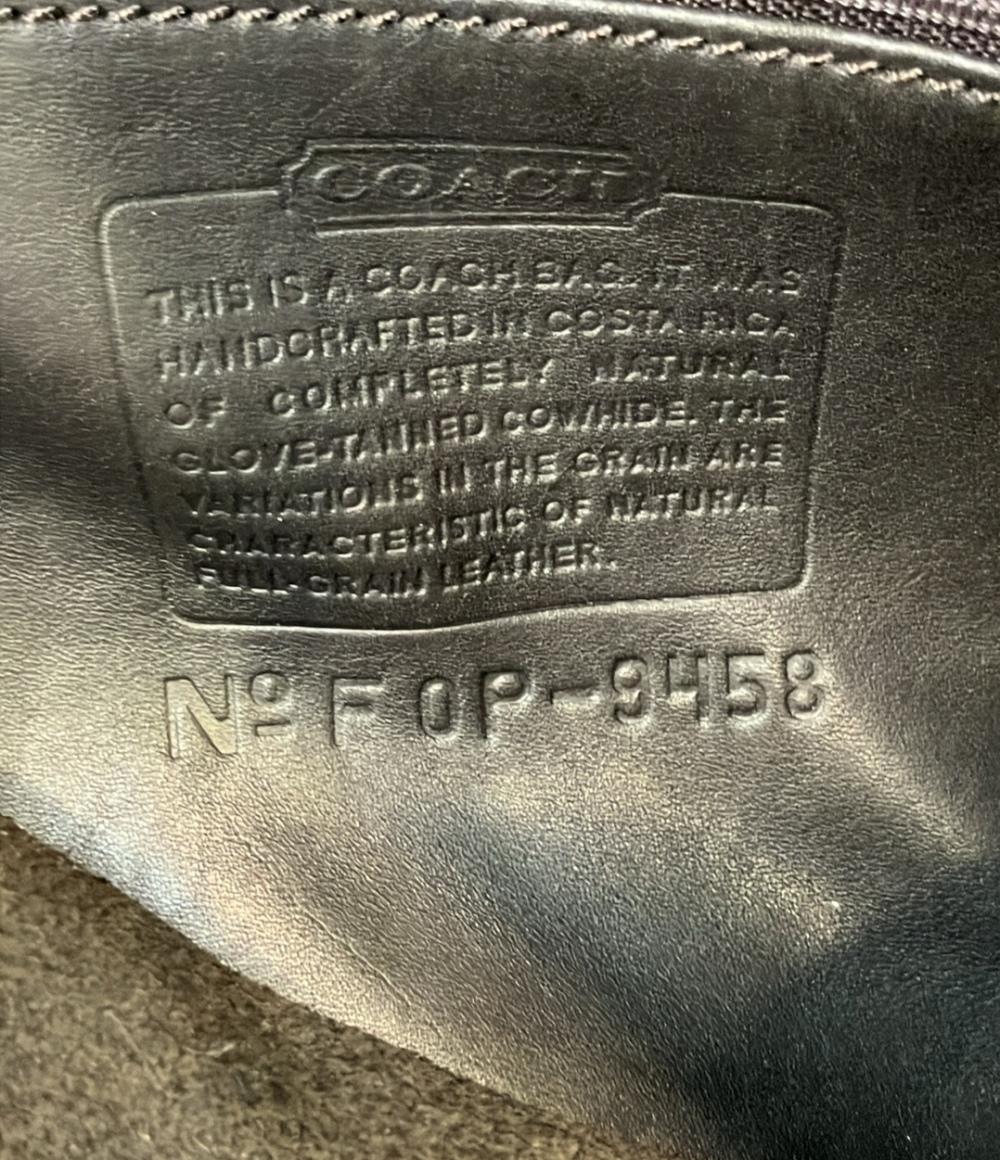 COACH
THIS IS A COACH BAG. IT WAS
HANDCRAFTED IN COSTA RICA
OF COMPLETELY NATURAL
GLOVE-TANNED COWHIDE. THE
VARIATIONS IN THE GRAIN ARE
CHARACTERISTIC OF NATURAL
FULL-GRAIN LEATHER.
Nº F0P-9458